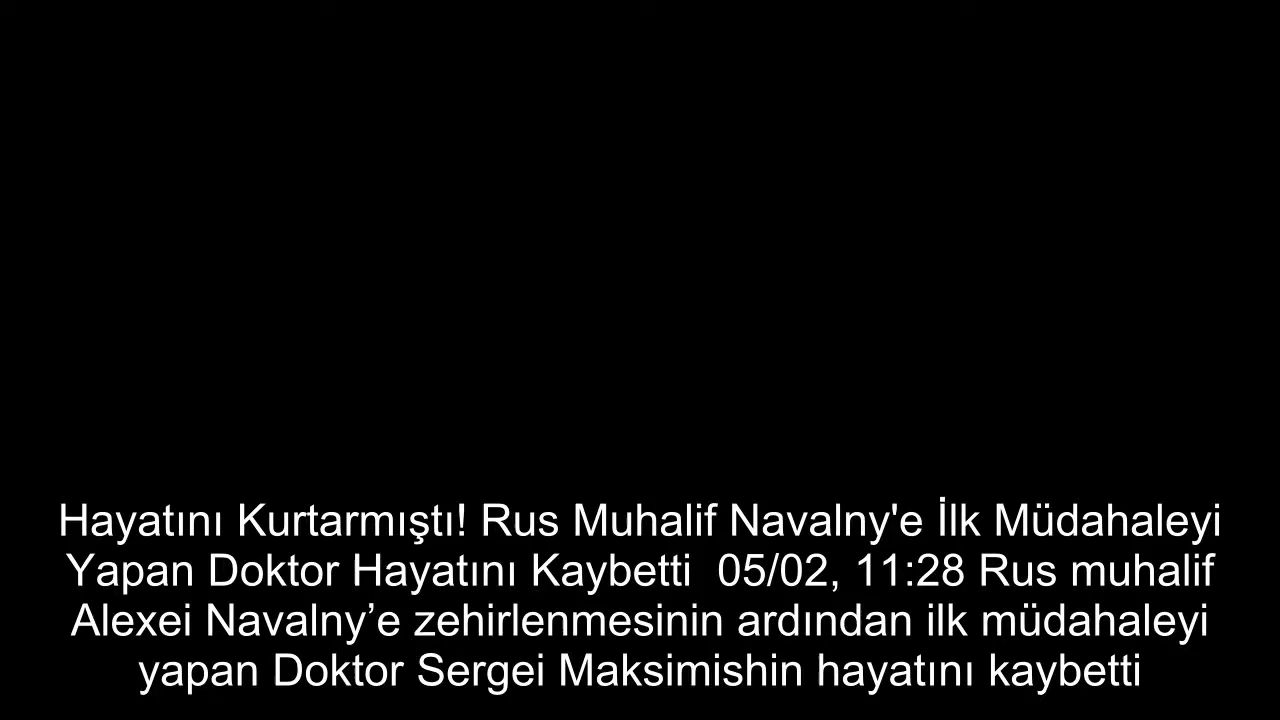 Hayatını Kurtarmıştı! Rus Muhalif Navalny'e İlk Müdahaleyi
Yapan Doktor Hayatını Kaybetti  05/02, 11:28 Rus muhalif
Alexei Navalny’e zehirlenmesinin ardından ilk müdahaleyi
yapan Doktor Sergei Maksimishin hayatını kaybetti